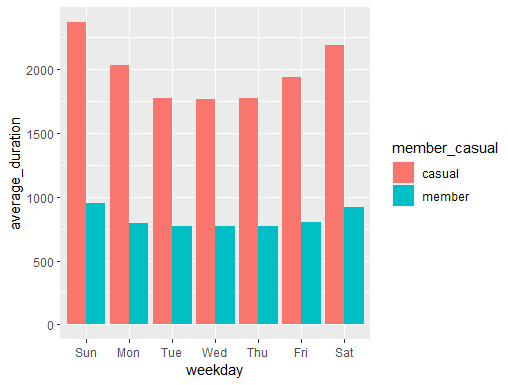 2000
1500
1000
500
0
average_duration
Sun Mon Tue Wed Thu Fri Sat
weekday
member_casual
casual
member